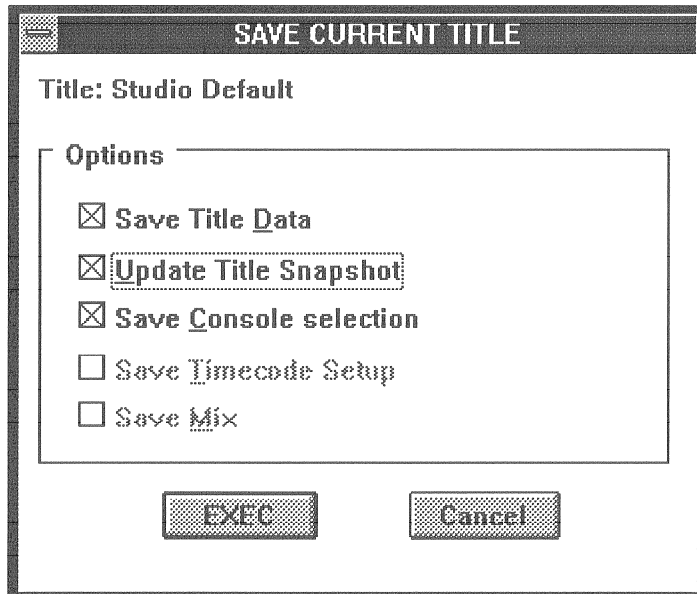 SAVE CURRENT TITLE
Title: Studio Default
Options
Save Title Data
Update Title Snapshot
Save Console selection
Save Timecode Setup
Save Mix
EXEC
Cancel